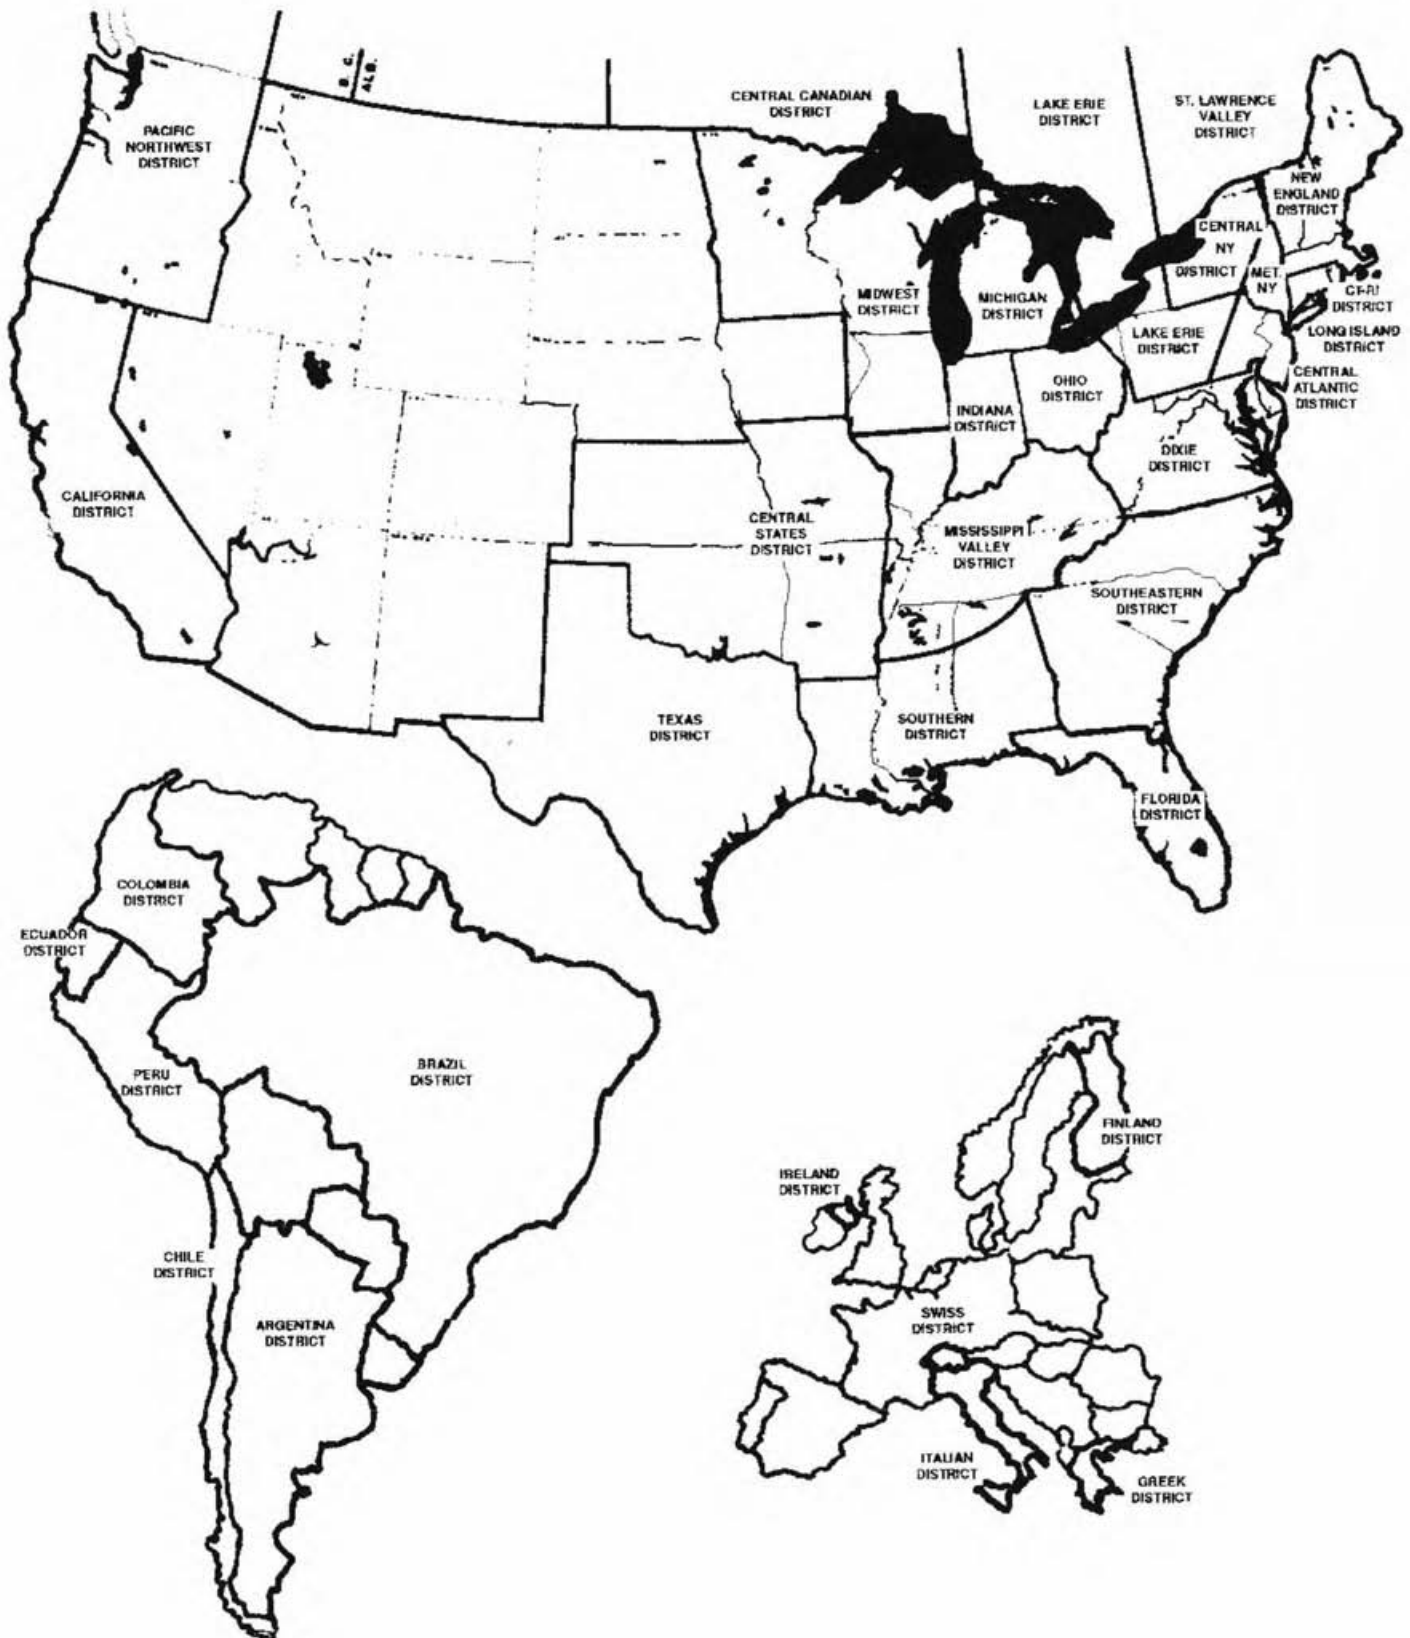 B. C.
ALB.
CENTRAL CANADIAN
DISTRICT
LAKE ERIE
DISTRICT
ST. LAWRENCE
VALLEY
DISTRICT
PACIFIC
NORTHWEST
DISTRICT
NEW
ENGLAND
DISTRICT
CENTRAL
NY
DISTRICT
MET.
NY
CT-RI
DISTRICT
MIDWEST
DISTRICT
MICHIGAN
DISTRICT
LAKE ERIE
DISTRICT
LONG ISLAND
DISTRICT
CENTRAL
ATLANTIC
DISTRICT
OHIO
DISTRICT
INDIANA
DISTRICT
DIXIE
DISTRICT
CALIFORNIA
DISTRICT
CENTRAL
STATES
DISTRICT
MISSISSIPPI
VALLEY
DISTRICT
SOUTHEASTERN
DISTRICT
TEXAS
DISTRICT
SOUTHERN
DISTRICT
FLORIDA
DISTRICT
COLOMBIA
DISTRICT
ECUADOR
DISTRICT
PERU
DISTRICT
BRAZIL
DISTRICT
CHILE
DISTRICT
ARGENTINA
DISTRICT
FINLAND
DISTRICT
IRELAND
DISTRICT
SWISS
DISTRICT
ITALIAN
DISTRICT
GREEK
DISTRICT